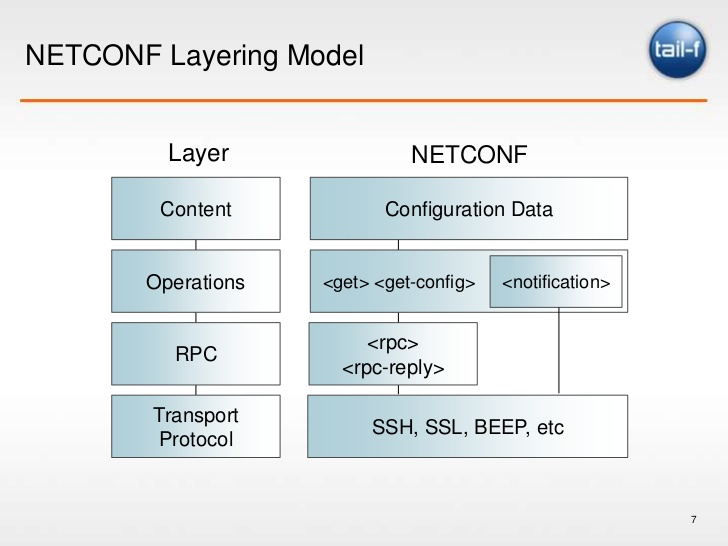 NETCONF Layering Model
tail-f
Layer
NETCONF
Content
Configuration Data
Operations
<get> <get-config>
<notification>
RPC
<rpc>
<rpc-reply>
Transport
Protocol
SSH, SSL, BEEP, etc
7